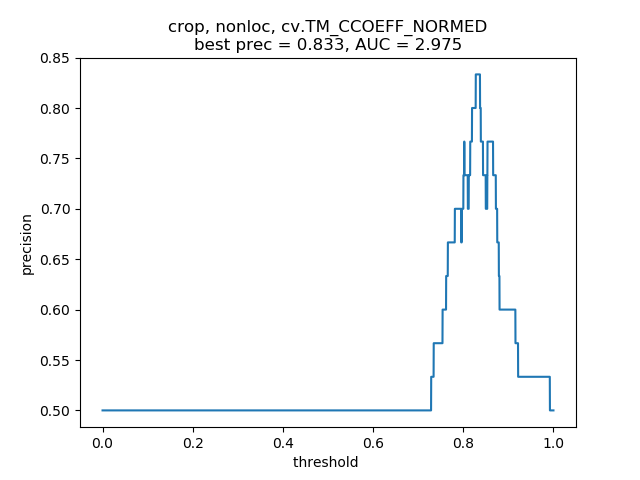 crop, nonloc, cv.TM_CCOEFF_NORMED
best prec = 0.833, AUC = 2.975
0.85
0.80
0.75
0.70
0.65
0.60
0.55
0.50
precision
0.0 0.2 0.4 0.6 0.8 1.0
threshold